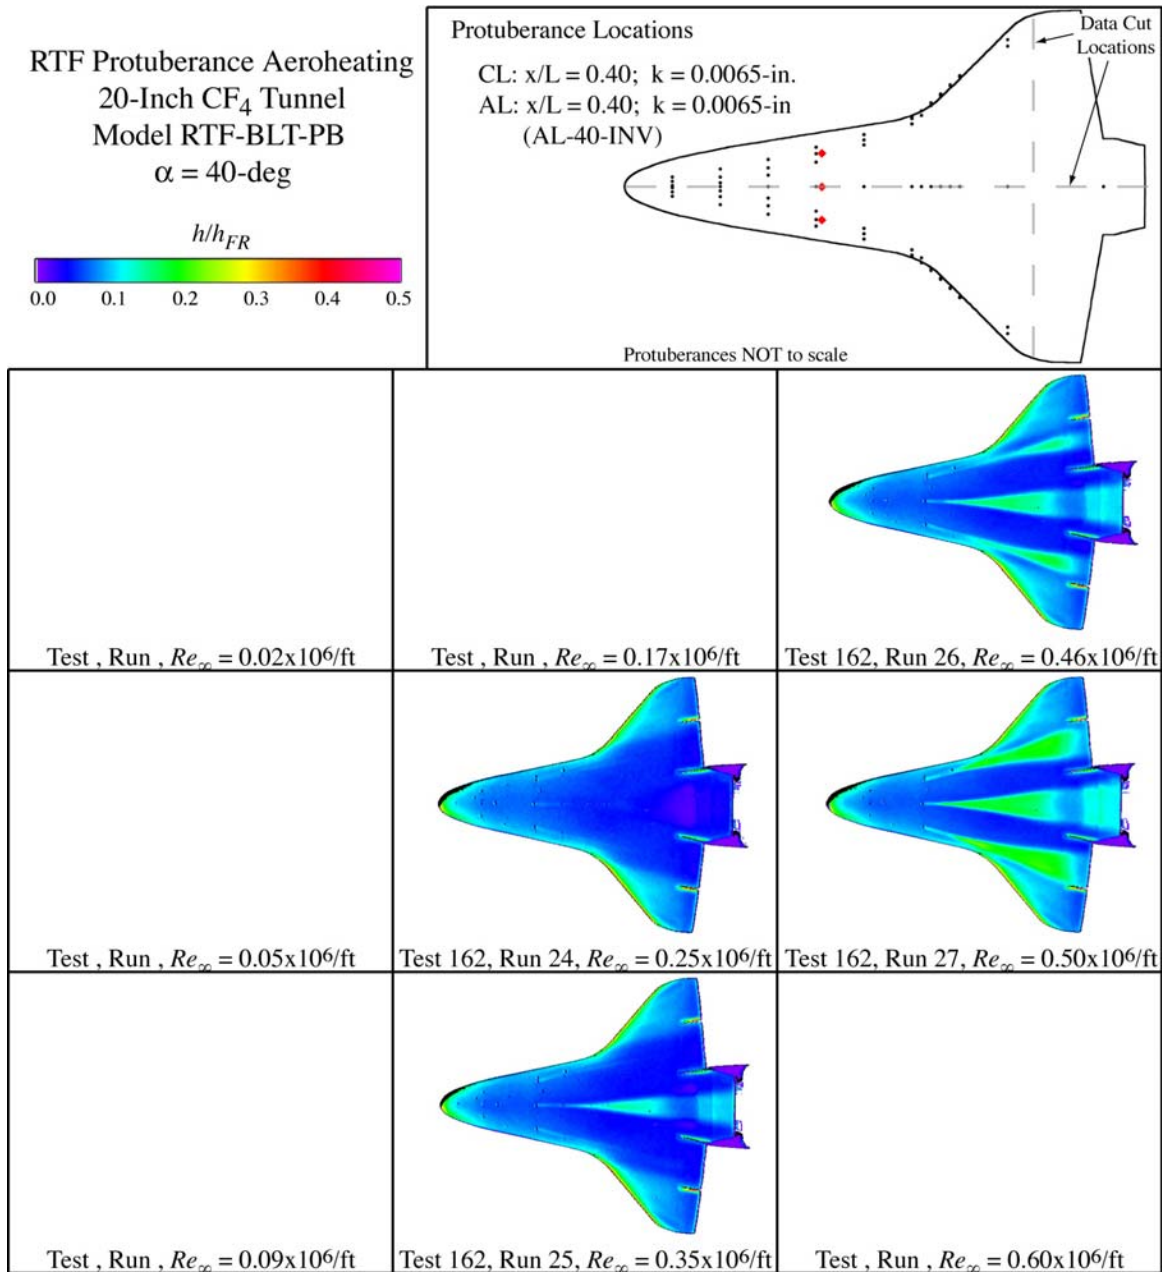 RTF Protuberance Aeroheating
20-Inch CF₄ Tunnel
Model RTF-BLT-PB
α = 40-deg
h/h_FR
0.0 0.1 0.2 0.3 0.4 0.5
Protuberance Locations
CL: x/L = 0.40; k = 0.0065-in.
AL: x/L = 0.40; k = 0.0065-in
(AL-40-INV)
Data Cut
Locations
Protuberances NOT to scale
Test , Run , Re∞ = 0.02x10⁶/ft
Test , Run , Re∞ = 0.17x10⁶/ft
Test 162, Run 26, Re∞ = 0.46x10⁶/ft
Test , Run , Re∞ = 0.05x10⁶/ft
Test 162, Run 24, Re∞ = 0.25x10⁶/ft
Test 162, Run 27, Re∞ = 0.50x10⁶/ft
Test , Run , Re∞ = 0.09x10⁶/ft
Test 162, Run 25, Re∞ = 0.35x10⁶/ft
Test , Run , Re∞ = 0.60x10⁶/ft